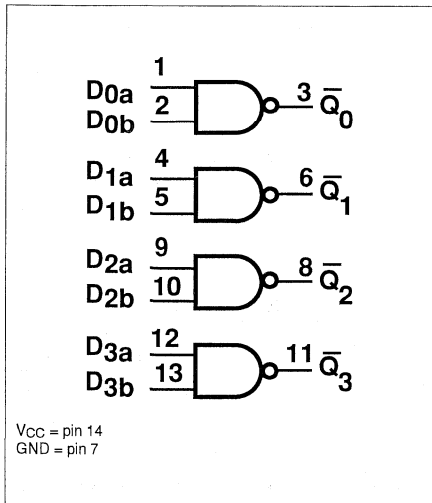 1
D0a
2
D0b
3 Q̅0
4
D1a
5
D1b
6 Q̅1
9
D2a
10
D2b
8 Q̅2
12
D3a
13
D3b
11 Q̅3
VCC = pin 14
GND = pin 7